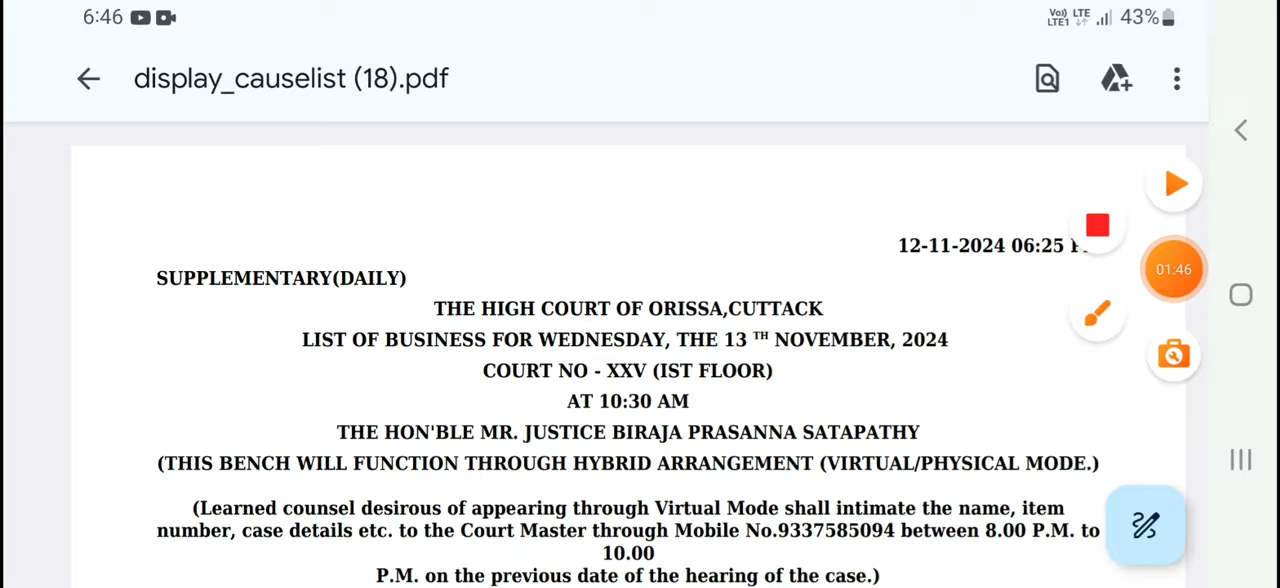 6:46
Vo) LTE
LTE1
43%
display_causelist (18).pdf
12-11-2024 06:25
SUPPLEMENTARY(DAILY)
THE HIGH COURT OF ORISSA,CUTTACK
LIST OF BUSINESS FOR WEDNESDAY, THE 13 TH NOVEMBER, 2024
COURT NO - XXV (IST FLOOR)
AT 10:30 AM
THE HON'BLE MR. JUSTICE BIRAJA PRASANNA SATAPATHY
(THIS BENCH WILL FUNCTION THROUGH HYBRID ARRANGEMENT (VIRTUAL/PHYSICAL MODE.)
(Learned counsel desirous of appearing through Virtual Mode shall intimate the name, item
number, case details etc. to the Court Master through Mobile No.9337585094 between 8.00 P.M. to
10.00
P.M. on the previous date of the hearing of the case.)
01:46